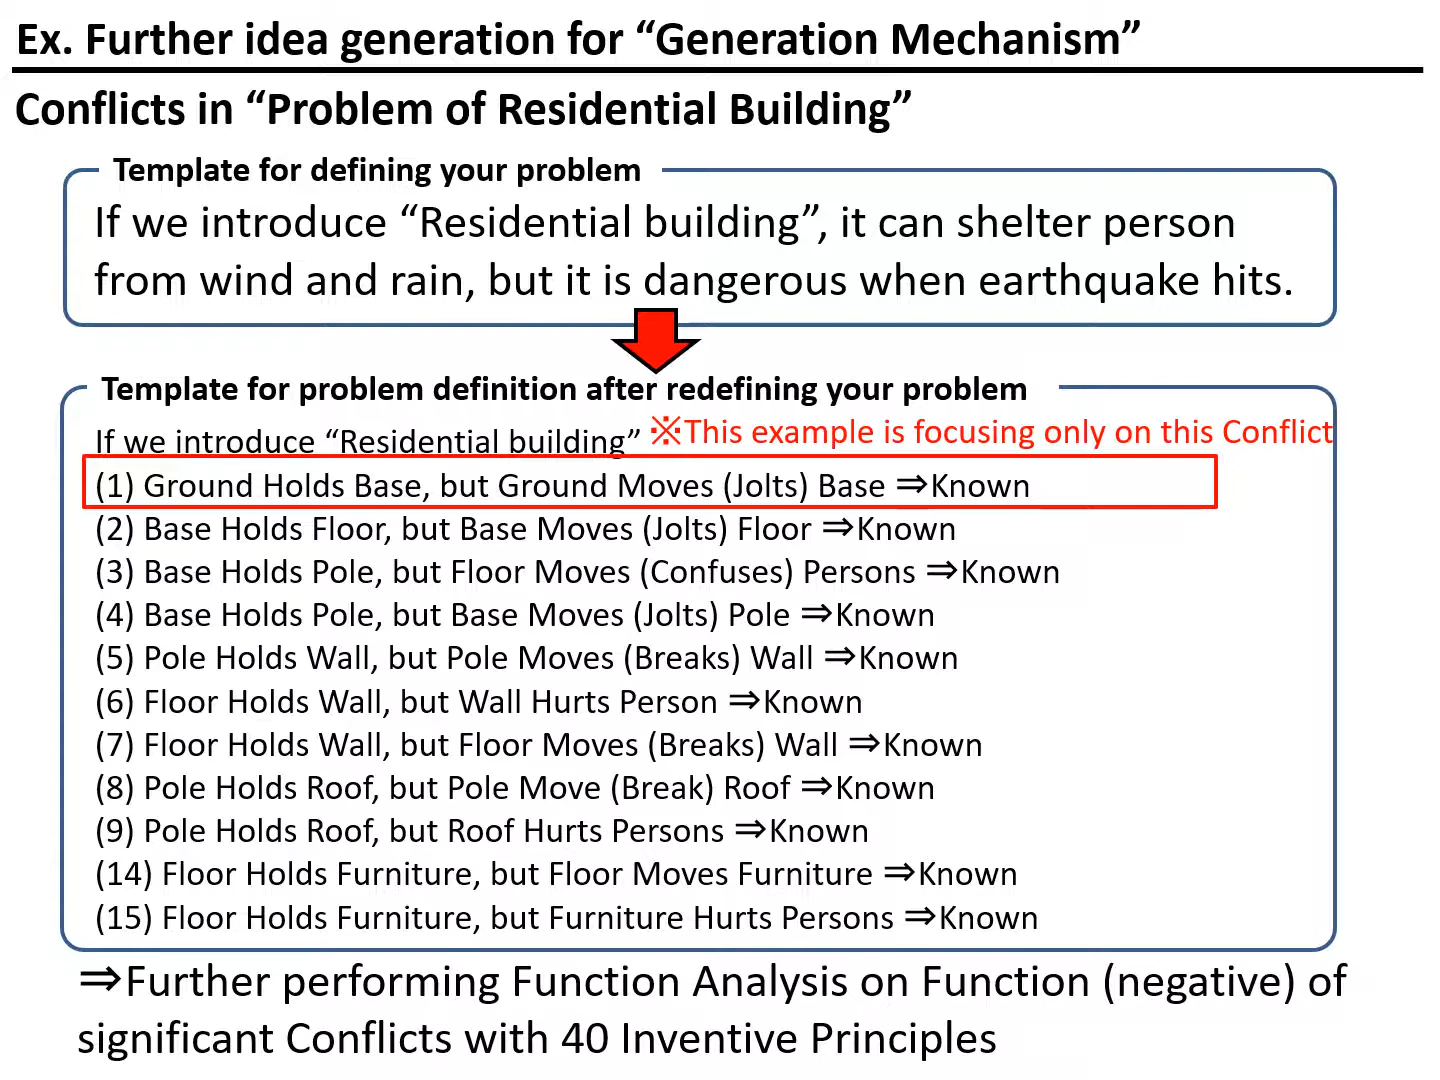 Ex. Further idea generation for “Generation Mechanism”
Conflicts in “Problem of Residential Building”
Template for defining your problem
If we introduce “Residential building”, it can shelter person
from wind and rain, but it is dangerous when earthquake hits.
Template for problem definition after redefining your problem
If we introduce “Residential building” ※This example is focusing only on this Conflict
(1) Ground Holds Base, but Ground Moves (Jolts) Base ⇒Known
(2) Base Holds Floor, but Base Moves (Jolts) Floor ⇒Known
(3) Base Holds Pole, but Floor Moves (Confuses) Persons ⇒Known
(4) Base Holds Pole, but Base Moves (Jolts) Pole ⇒Known
(5) Pole Holds Wall, but Pole Moves (Breaks) Wall ⇒Known
(6) Floor Holds Wall, but Wall Hurts Person ⇒Known
(7) Floor Holds Wall, but Floor Moves (Breaks) Wall ⇒Known
(8) Pole Holds Roof, but Pole Move (Break) Roof ⇒Known
(9) Pole Holds Roof, but Roof Hurts Persons ⇒Known
(14) Floor Holds Furniture, but Floor Moves Furniture ⇒Known
(15) Floor Holds Furniture, but Furniture Hurts Persons ⇒Known
⇒Further performing Function Analysis on Function (negative) of
significant Conflicts with 40 Inventive Principles